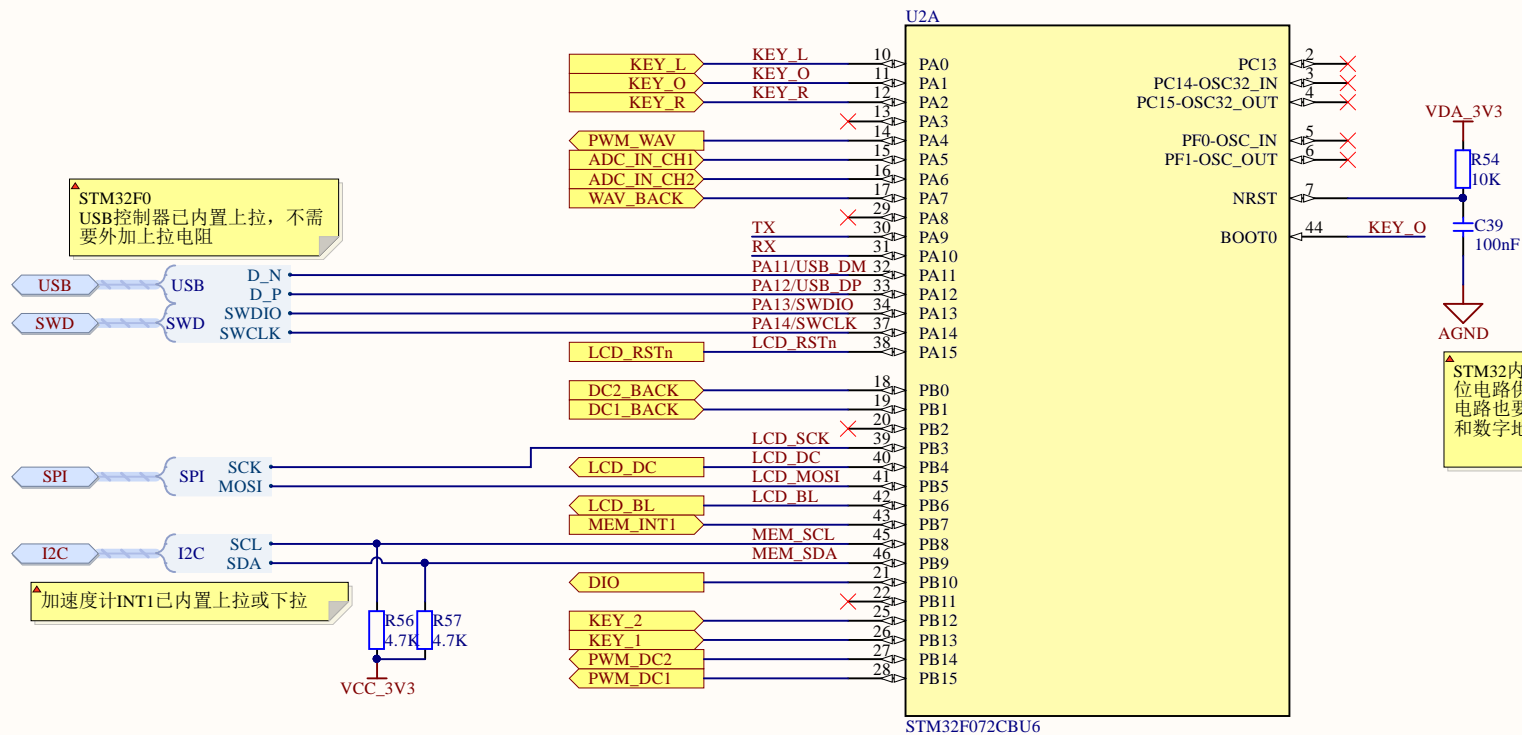 U2A
KEY_L
KEY_L
10
PA0
KEY_O
KEY_O
11
PA1
KEY_R
KEY_R
12
PA2
13
PA3
PWM_WAV
14
PA4
ADC_IN_CH1
15
PA5
ADC_IN_CH2
16
PA6
WAV_BACK
17
PA7
29
PA8
TX
30
PA9
RX
31
PA10
PA11/USB_DM
32
PA11
PA12/USB_DP
33
PA12
PA13/SWDIO
34
PA13
PA14/SWCLK
37
PA14
LCD_RSTn
LCD_RSTn
38
PA15
DC2_BACK
18
PB0
DC1_BACK
19
PB1
20
PB2
LCD_SCK
39
PB3
LCD_DC
LCD_DC
40
PB4
LCD_MOSI
41
PB5
LCD_BL
LCD_BL
42
PB6
MEM_INT1
43
PB7
MEM_SCL
45
PB8
MEM_SDA
46
PB9
DIO
21
PB10
22
PB11
KEY_2
25
PB12
KEY_1
26
PB13
PWM_DC2
27
PB14
PWM_DC1
28
PB15
STM32F072CBU6
PC13
2
PC14-OSC32_IN
3
PC15-OSC32_OUT
4
PF0-OSC_IN
5
PF1-OSC_OUT
6
NRST
7
BOOT0
44
KEY_O
VDA_3V3
R54
10K
C39
100nF
AGND
STM32内
位电路供
电路也要
和数字地
STM32F0
USB控制器已内置上拉，不需
要外加上拉电阻
USB
USB
D_N
D_P
SWD
SWD
SWDIO
SWCLK
SPI
SPI
SCK
MOSI
I2C
I2C
SCL
SDA
加速度计INT1已内置上拉或下拉
R56
4.7K
R57
4.7K
VCC_3V3